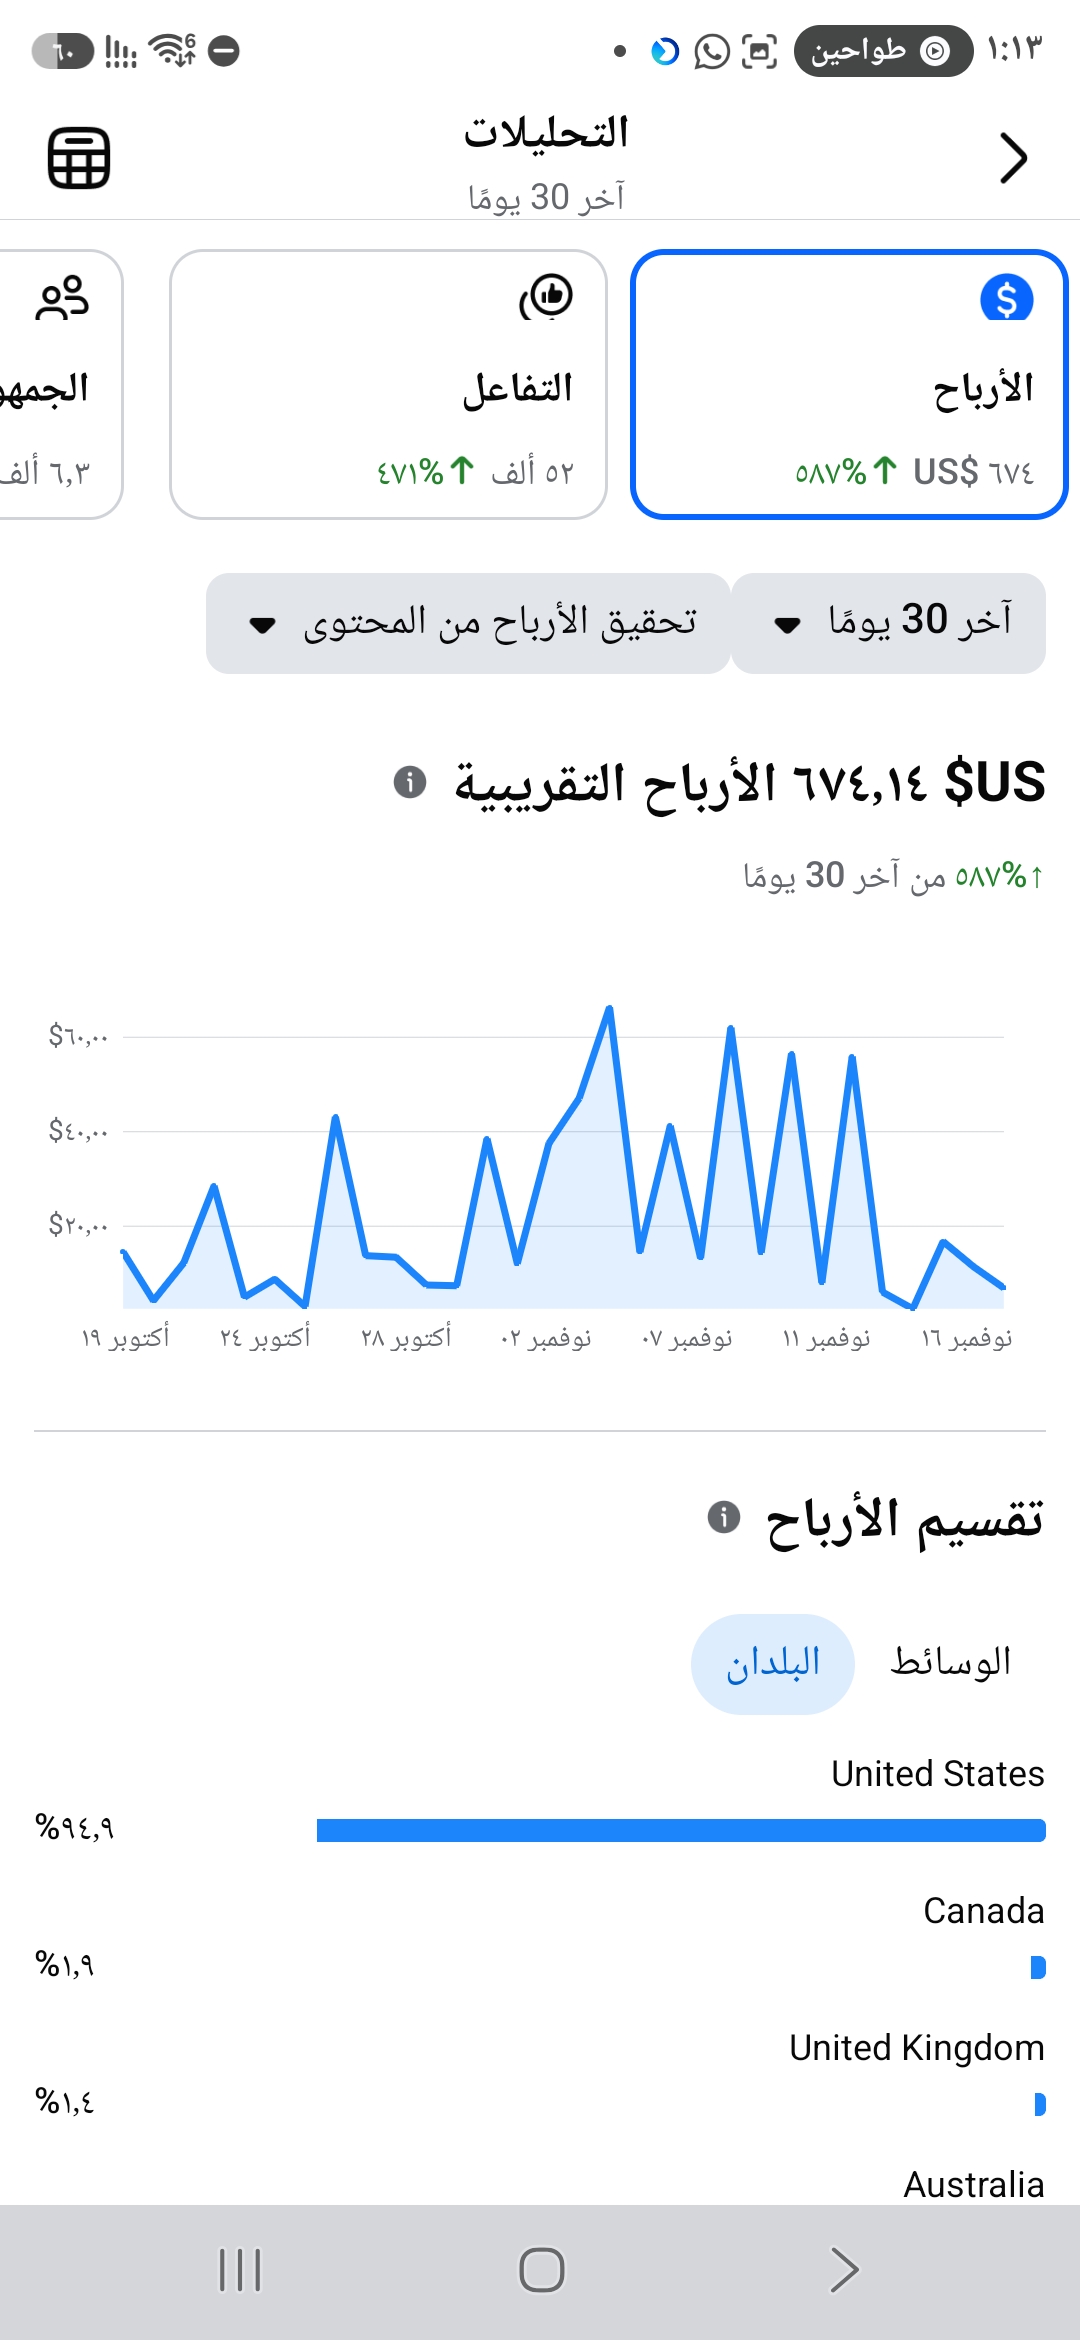 ١:١٣ طواحين 6 ٦٠
التحليلات
آخر 30 يومًا
الأرباح
٦٧٤ US$ ↑%٥٨٧
التفاعل
٥٢ ألف ↑%٤٧١
الجمهو
٦,٣ ألف
آخر 30 يومًا
تحقيق الأرباح من المحتوى
US$ ٦٧٤,١٤ الأرباح التقريبية
↑%٥٨٧ من آخر 30 يومًا
$٦٠,٠٠
$٤٠,٠٠
$٢٠,٠٠
أكتوبر ١٩ أكتوبر ٢٤ أكتوبر ٢٨ نوفمبر ٠٢ نوفمبر ٠٧ نوفمبر ١١ نوفمبر ١٦
تقسيم الأرباح
الوسائط البلدان
United States
%٩٤,٩
Canada
%١,٩
United Kingdom
%١,٤
Australia